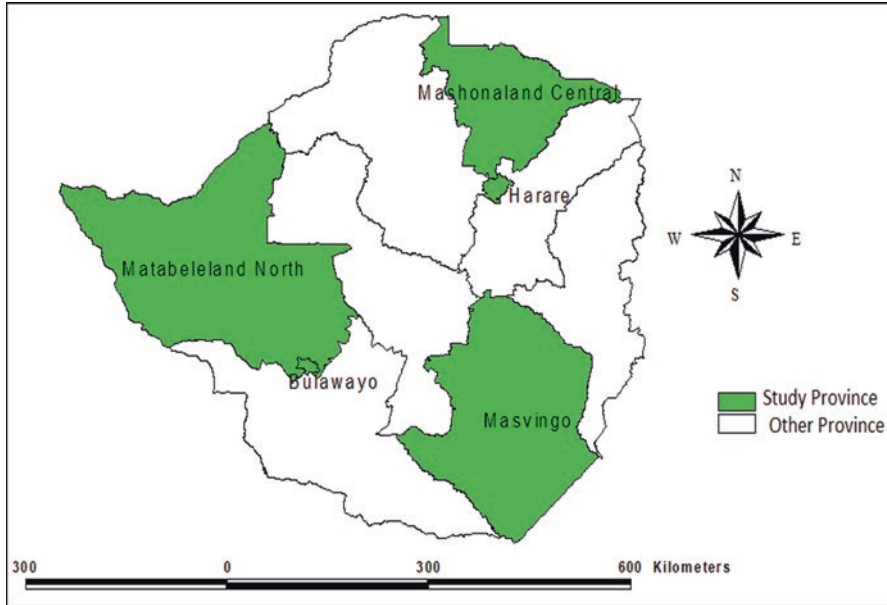 Mashonaland Central
Harare
N
W E
S
Matabeleland North
Bulawayo
Masvingo
Study Province
Other Province
300 0 300 600 Kilometers